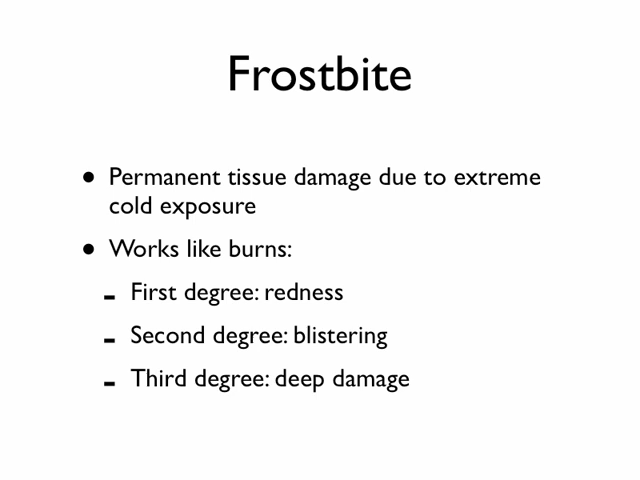 Frostbite
• Permanent tissue damage due to extreme
cold exposure
• Works like burns:
- First degree: redness
- Second degree: blistering
- Third degree: deep damage